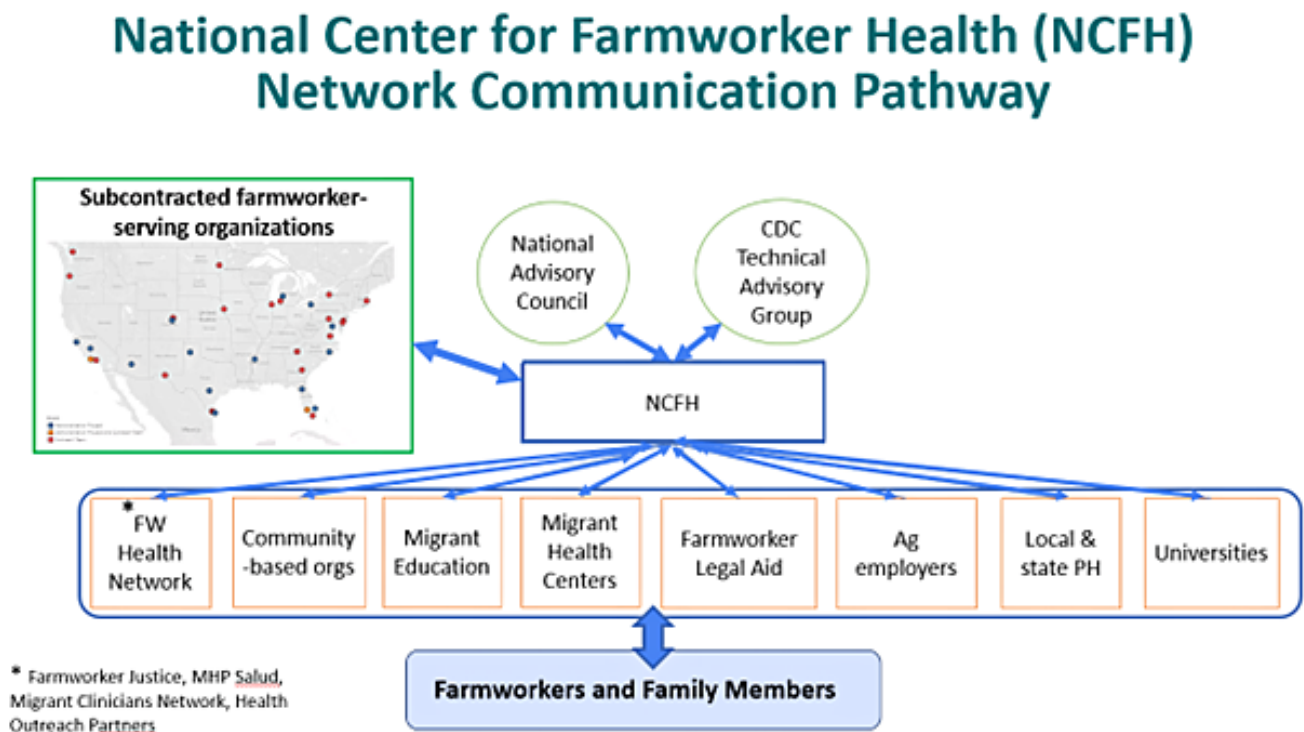 National Center for Farmworker Health (NCFH)
Network Communication Pathway
Subcontracted farmworker-
serving organizations
National
Advisory
Council
CDC
Technical
Advisory
Group
NCFH
*
FW
Health
Network
Community
-based orgs
Migrant
Education
Migrant
Health
Centers
Farmworker
Legal Aid
Ag
employers
Local &
state PH
Universities
Farmworkers and Family Members
* Farmworker Justice, MHP Salud,
Migrant Clinicians Network, Health
Outreach Partners